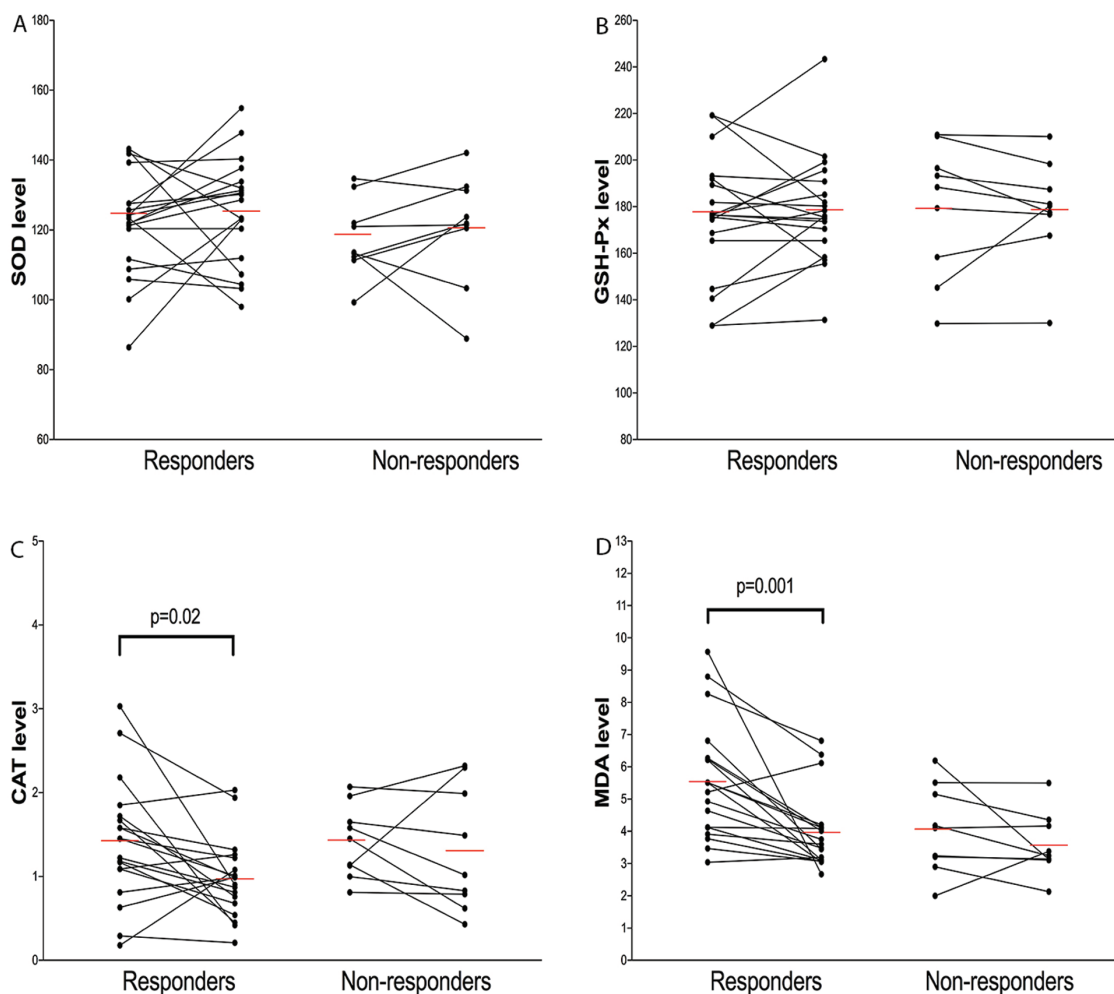 A
SOD level
180
160
140
120
100
80
60
Responders
Non-responders
B
GSH-Px level
260
240
220
200
180
160
140
120
100
80
Responders
Non-responders
C
CAT level
5
4
3
2
1
0
p=0.02
Responders
Non-responders
D
MDA level
13
12
11
10
9
8
7
6
5
4
3
2
1
0
p=0.001
Responders
Non-responders